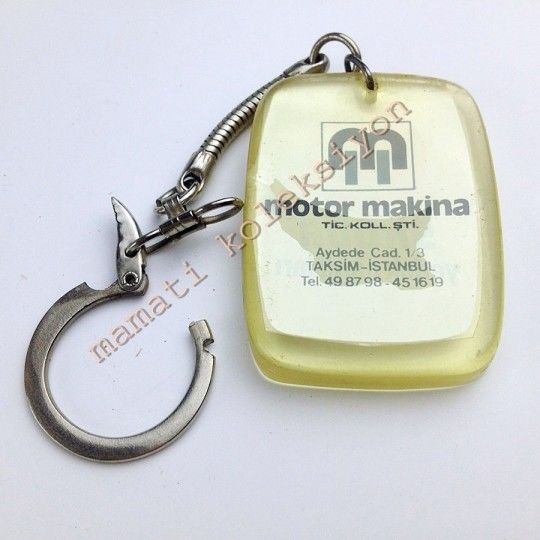 m
motor makina
TİC. KOLL. ŞTİ.
Aydede Cad. 1/3
TAKSİM-İSTANBUL
Tel. 49 87 98 - 45 16 19
mamati koleksiyon